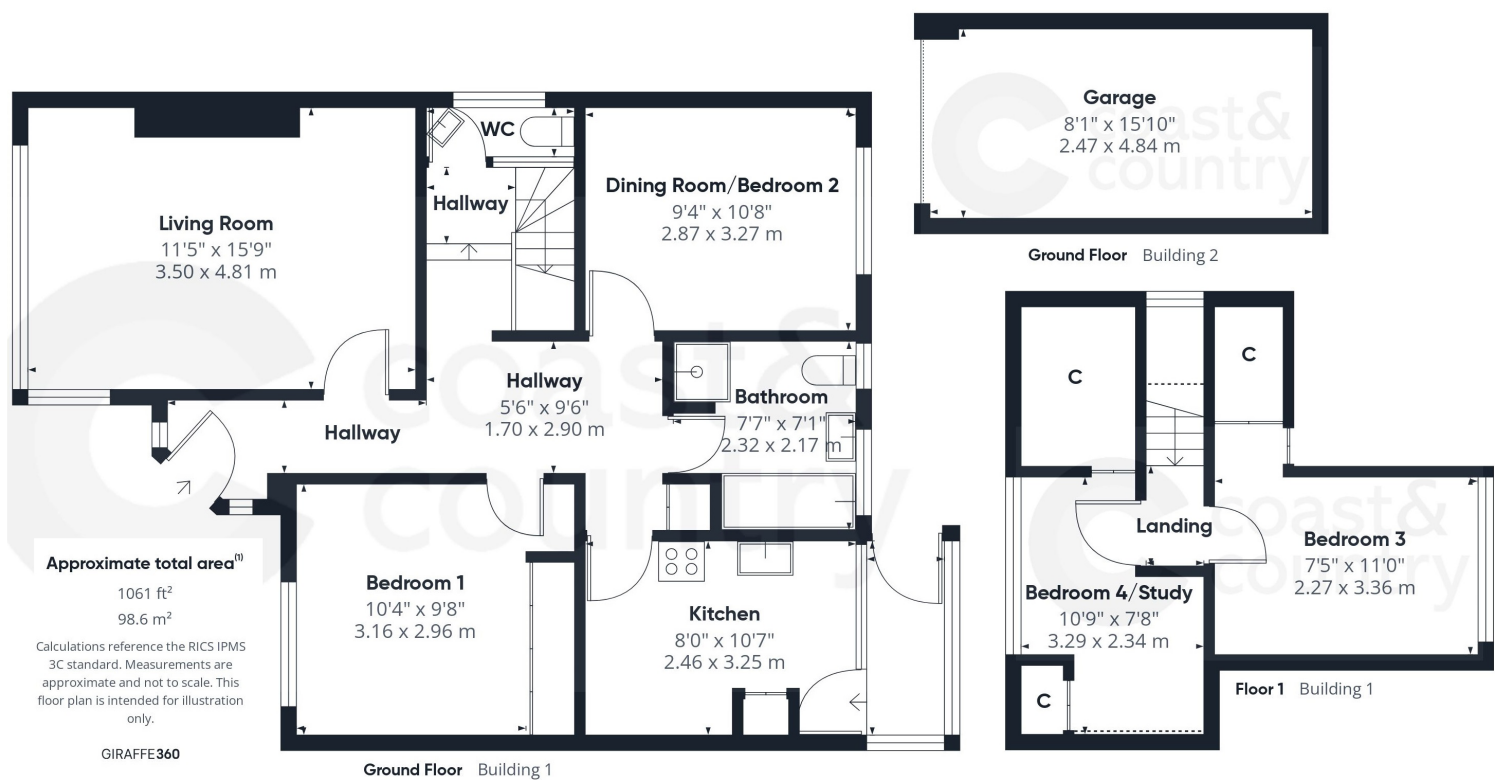 Living Room
11'5" x 15'9"
3.50 x 4.81 m
WC
Hallway
Dining Room/Bedroom 2
9'4" x 10'8"
2.87 x 3.27 m
Hallway
Hallway
5'6" x 9'6"
1.70 x 2.90 m
Bathroom
7'7" x 7'1"
2.32 x 2.17 m
Bedroom 1
10'4" x 9'8"
3.16 x 2.96 m
Kitchen
8'0" x 10'7"
2.46 x 3.25 m
coast &
country
Ground Floor Building 1
Garage
8'1" x 15'10"
2.47 x 4.84 m
coast &
country
Ground Floor Building 2
C
C
Landing
Bedroom 3
7'5" x 11'0"
2.27 x 3.36 m
Bedroom 4/Study
10'9" x 7'8"
3.29 x 2.34 m
C
coast &
country
Floor 1 Building 1
Approximate total area(1)
1061 ft²
98.6 m²
Calculations reference the RICS IPMS
3C standard. Measurements are
approximate and not to scale. This
floor plan is intended for illustration
only.
GIRAFFE360